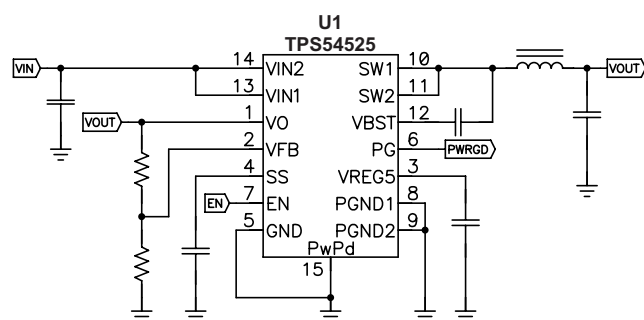 U1
TPS54525
VIN 14 VIN2 SW1 10 VOUT
13 VIN1 SW2 11
VOUT 1 VO VBST 12
2 VFB PG 6 PWRGD
4 SS VREG5 3
EN 7 EN PGND1 8
5 GND PGND2 9
PwPd
15